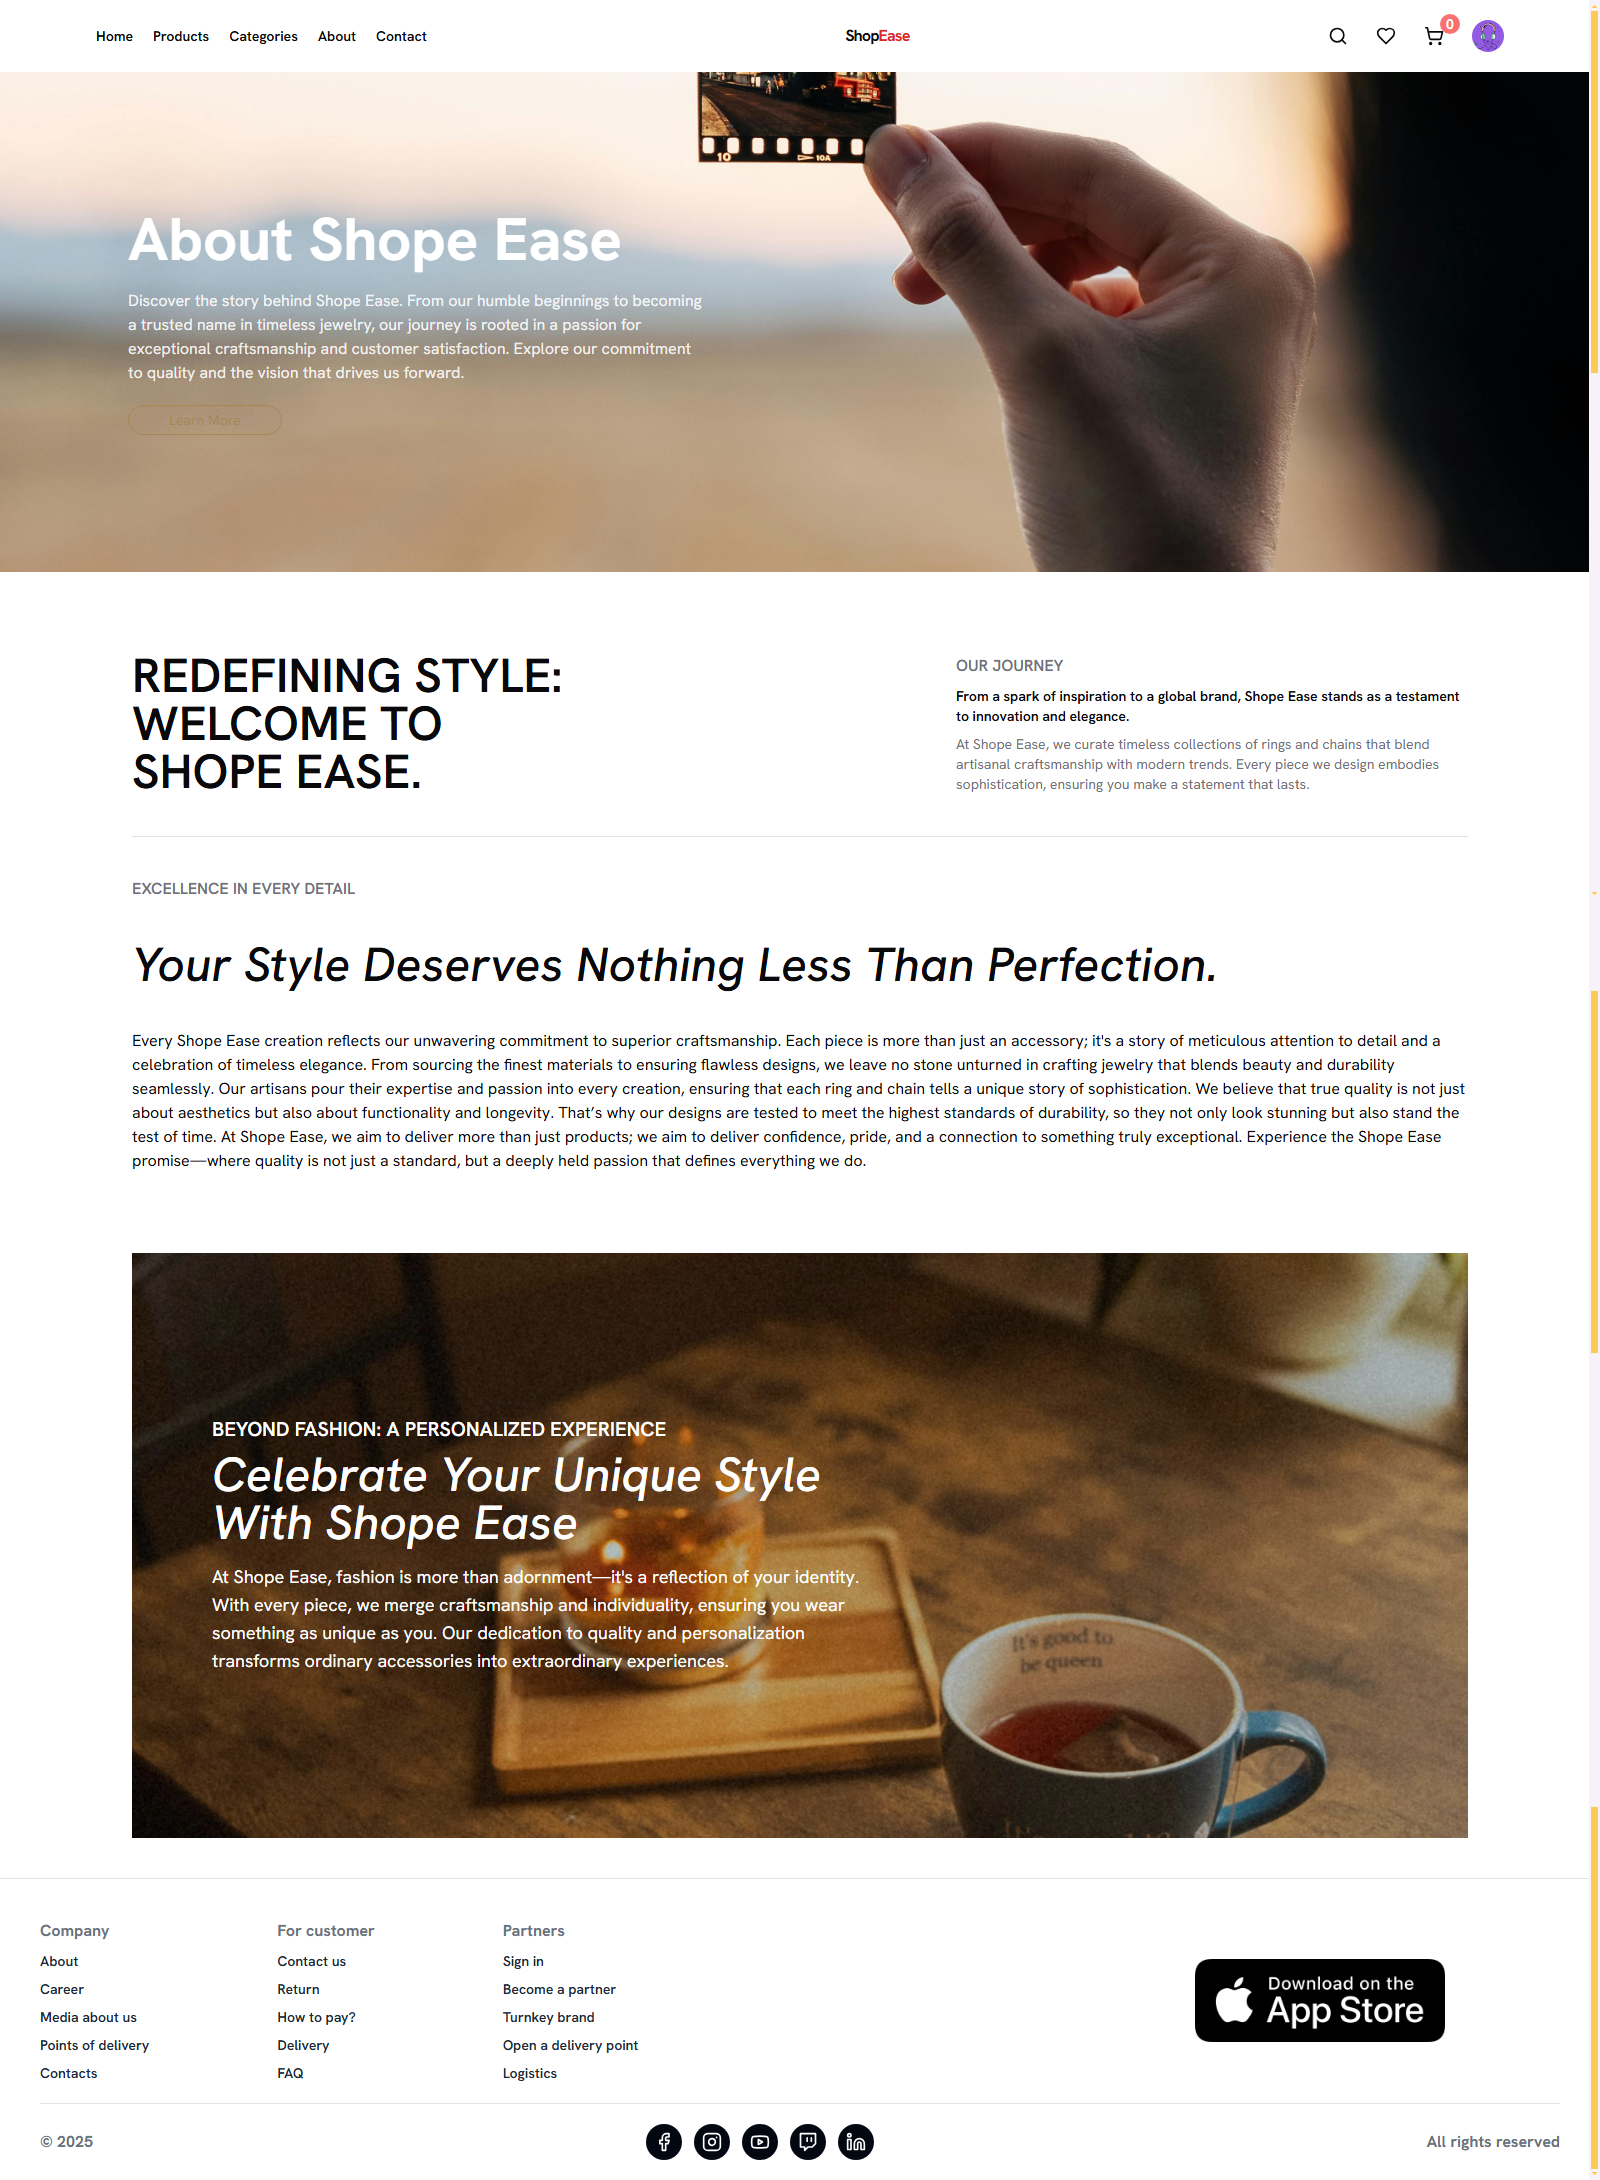 Home Products Categories About Contact
ShopEase
0
10
10A
About Shope Ease
Discover the story behind Shope Ease. From our humble beginnings to becoming
a trusted name in timeless jewelry, our journey is rooted in a passion for
exceptional craftsmanship and customer satisfaction. Explore our commitment
to quality and the vision that drives us forward.
Learn More
REDEFINING STYLE:
WELCOME TO
SHOPE EASE.
OUR JOURNEY
From a spark of inspiration to a global brand, Shope Ease stands as a testament
to innovation and elegance.
At Shope Ease, we curate timeless collections of rings and chains that blend
artisanal craftsmanship with modern trends. Every piece we design embodies
sophistication, ensuring you make a statement that lasts.
EXCELLENCE IN EVERY DETAIL
Your Style Deserves Nothing Less Than Perfection.
Every Shope Ease creation reflects our unwavering commitment to superior craftsmanship. Each piece is more than just an accessory; it's a story of meticulous attention to detail and a
celebration of timeless elegance. From sourcing the finest materials to ensuring flawless designs, we leave no stone unturned in crafting jewelry that blends beauty and durability
seamlessly. Our artisans pour their expertise and passion into every creation, ensuring that each ring and chain tells a unique story of sophistication. We believe that true quality is not just
about aesthetics but also about functionality and longevity. That’s why our designs are tested to meet the highest standards of durability, so they not only look stunning but also stand the
test of time. At Shope Ease, we aim to deliver more than just products; we aim to deliver confidence, pride, and a connection to something truly exceptional. Experience the Shope Ease
promise—where quality is not just a standard, but a deeply held passion that defines everything we do.
BEYOND FASHION: A PERSONALIZED EXPERIENCE
Celebrate Your Unique Style
With Shope Ease
At Shope Ease, fashion is more than adornment—it's a reflection of your identity.
With every piece, we merge craftsmanship and individuality, ensuring you wear
something as unique as you. Our dedication to quality and personalization
transforms ordinary accessories into extraordinary experiences.
It's good to
be queen
Company
About
Career
Media about us
Points of delivery
Contacts
For customer
Contact us
Return
How to pay?
Delivery
FAQ
Partners
Sign in
Become a partner
Turnkey brand
Open a delivery point
Logistics
Download on the
App Store
© 2025
All rights reserved